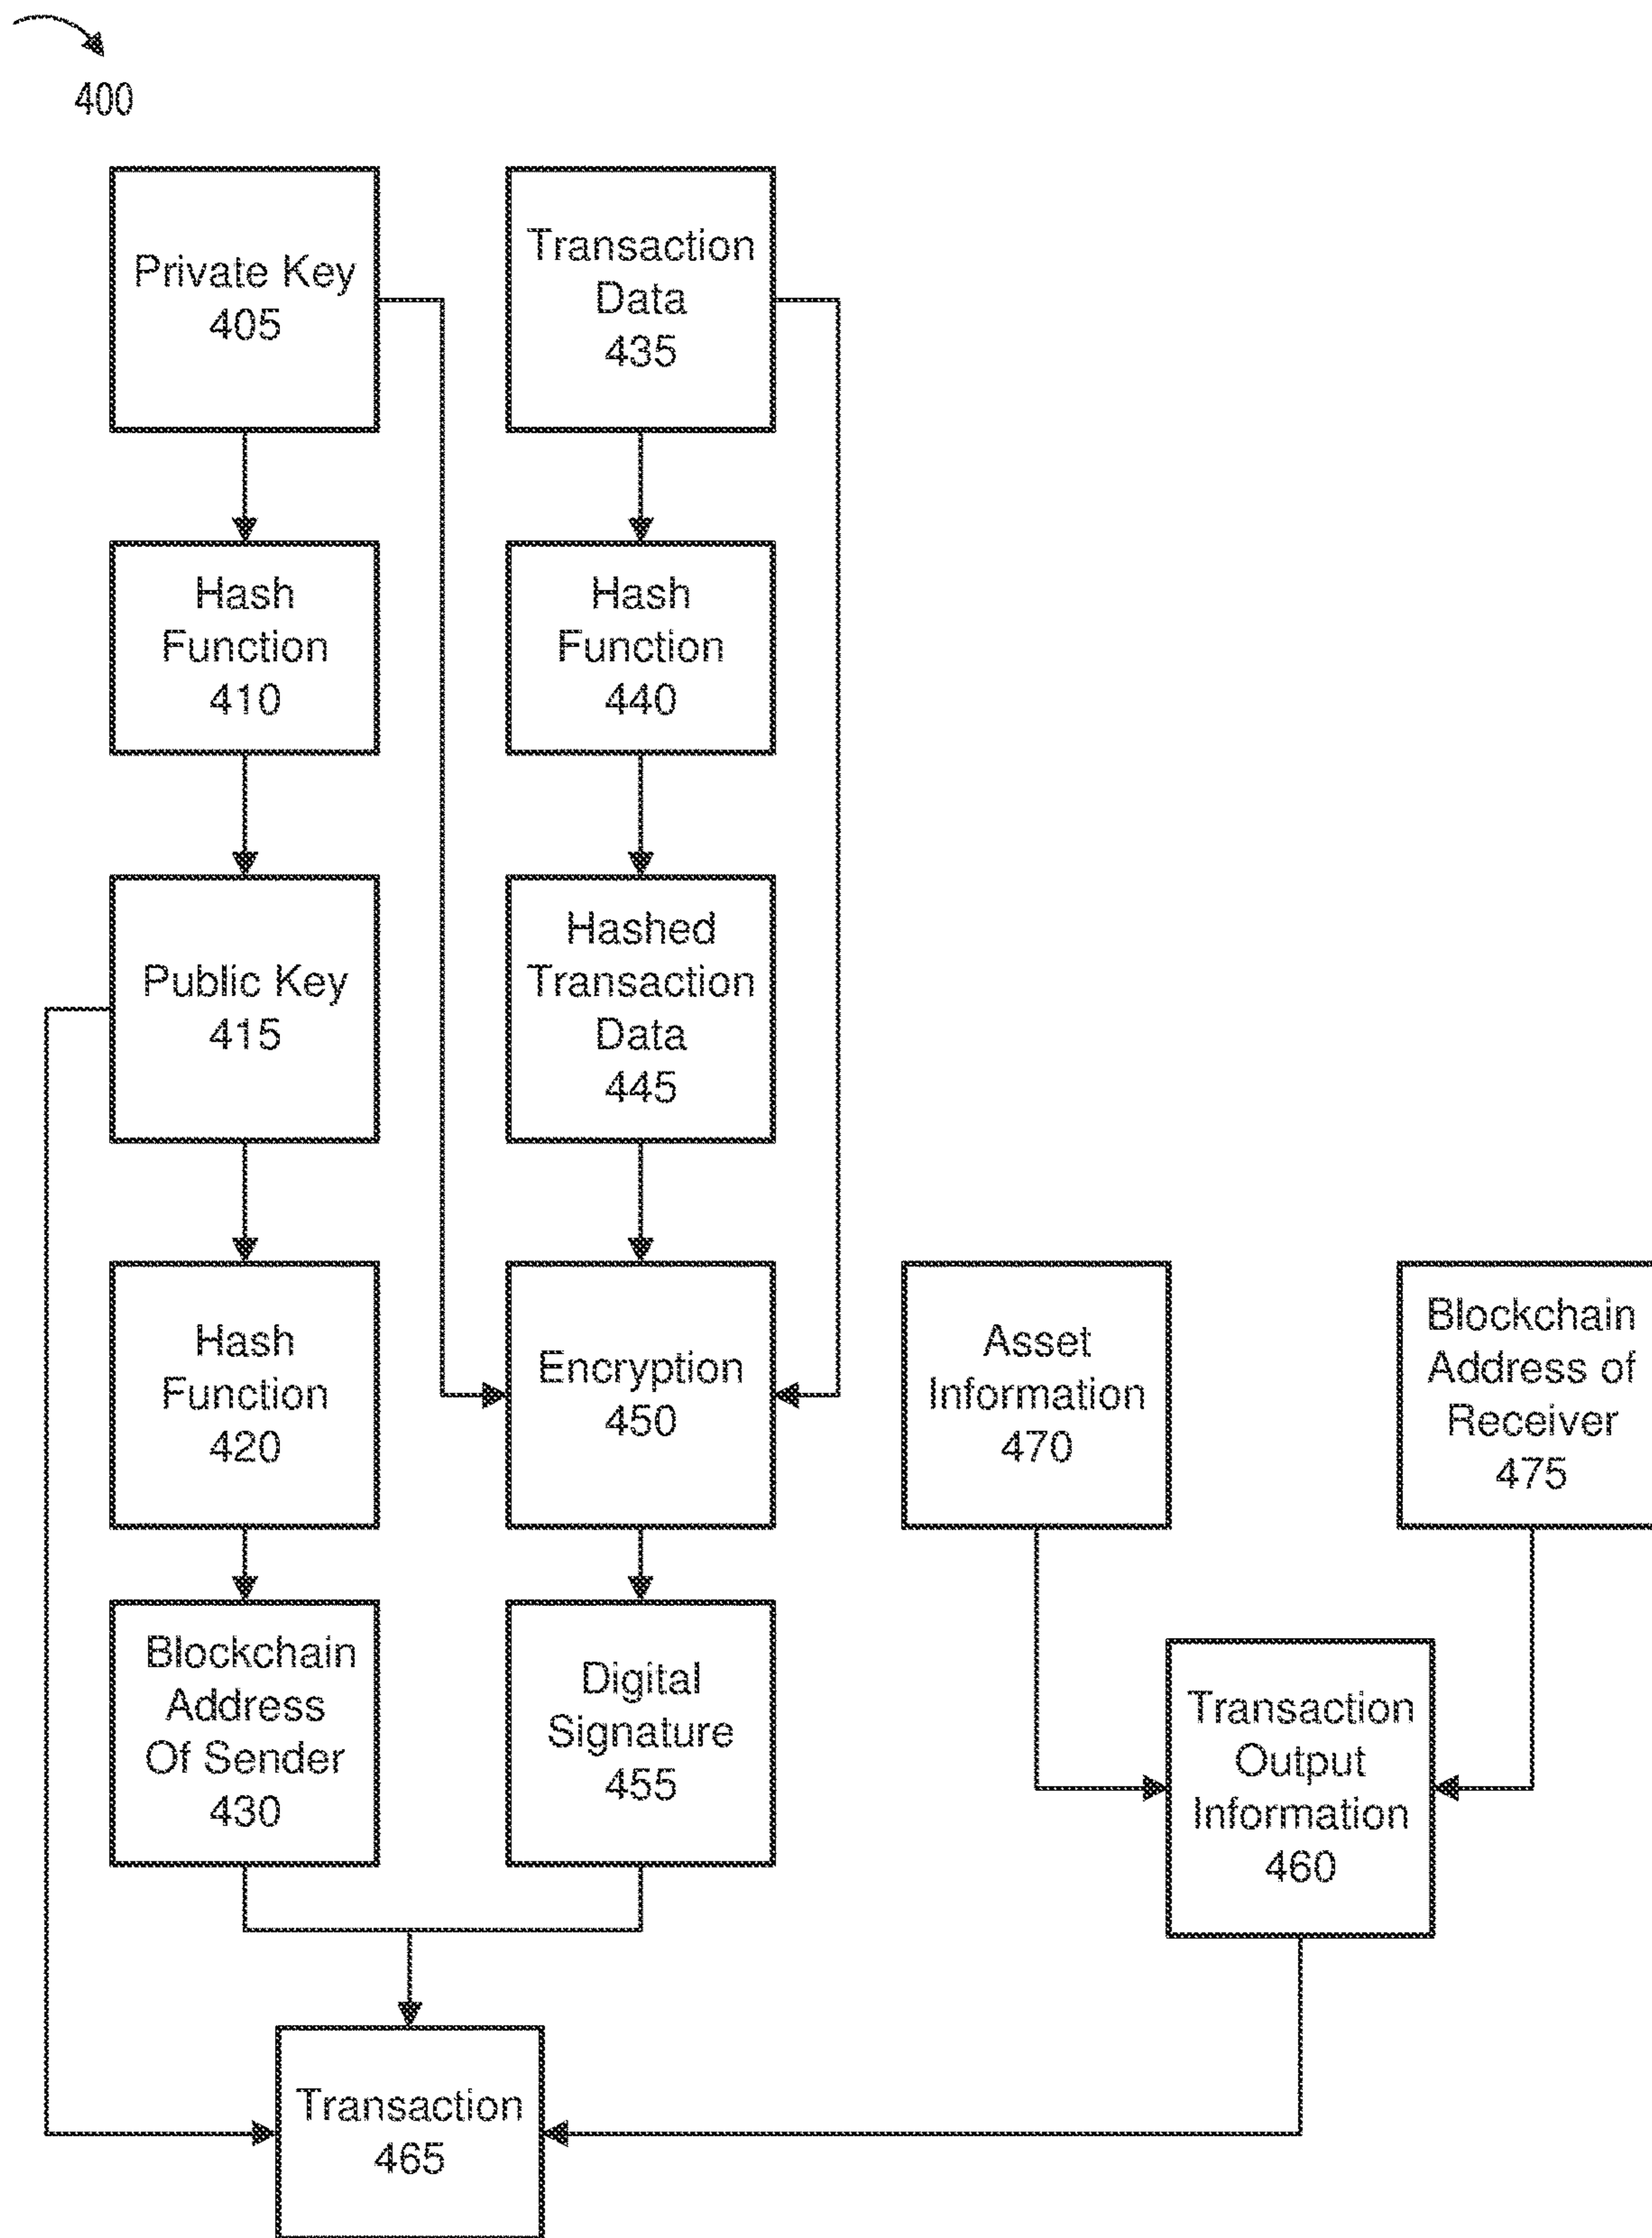 400
Private Key
405
Transaction
Data
435
Hash
Function
410
Hash
Function
440
Public Key
415
Hashed
Transaction
Data
445
Hash
Function
420
Encryption
450
Asset
Information
470
Blockchain
Address of
Receiver
475
Blockchain
Address
Of Sender
430
Digital
Signature
455
Transaction
Output
Information
460
Transaction
465